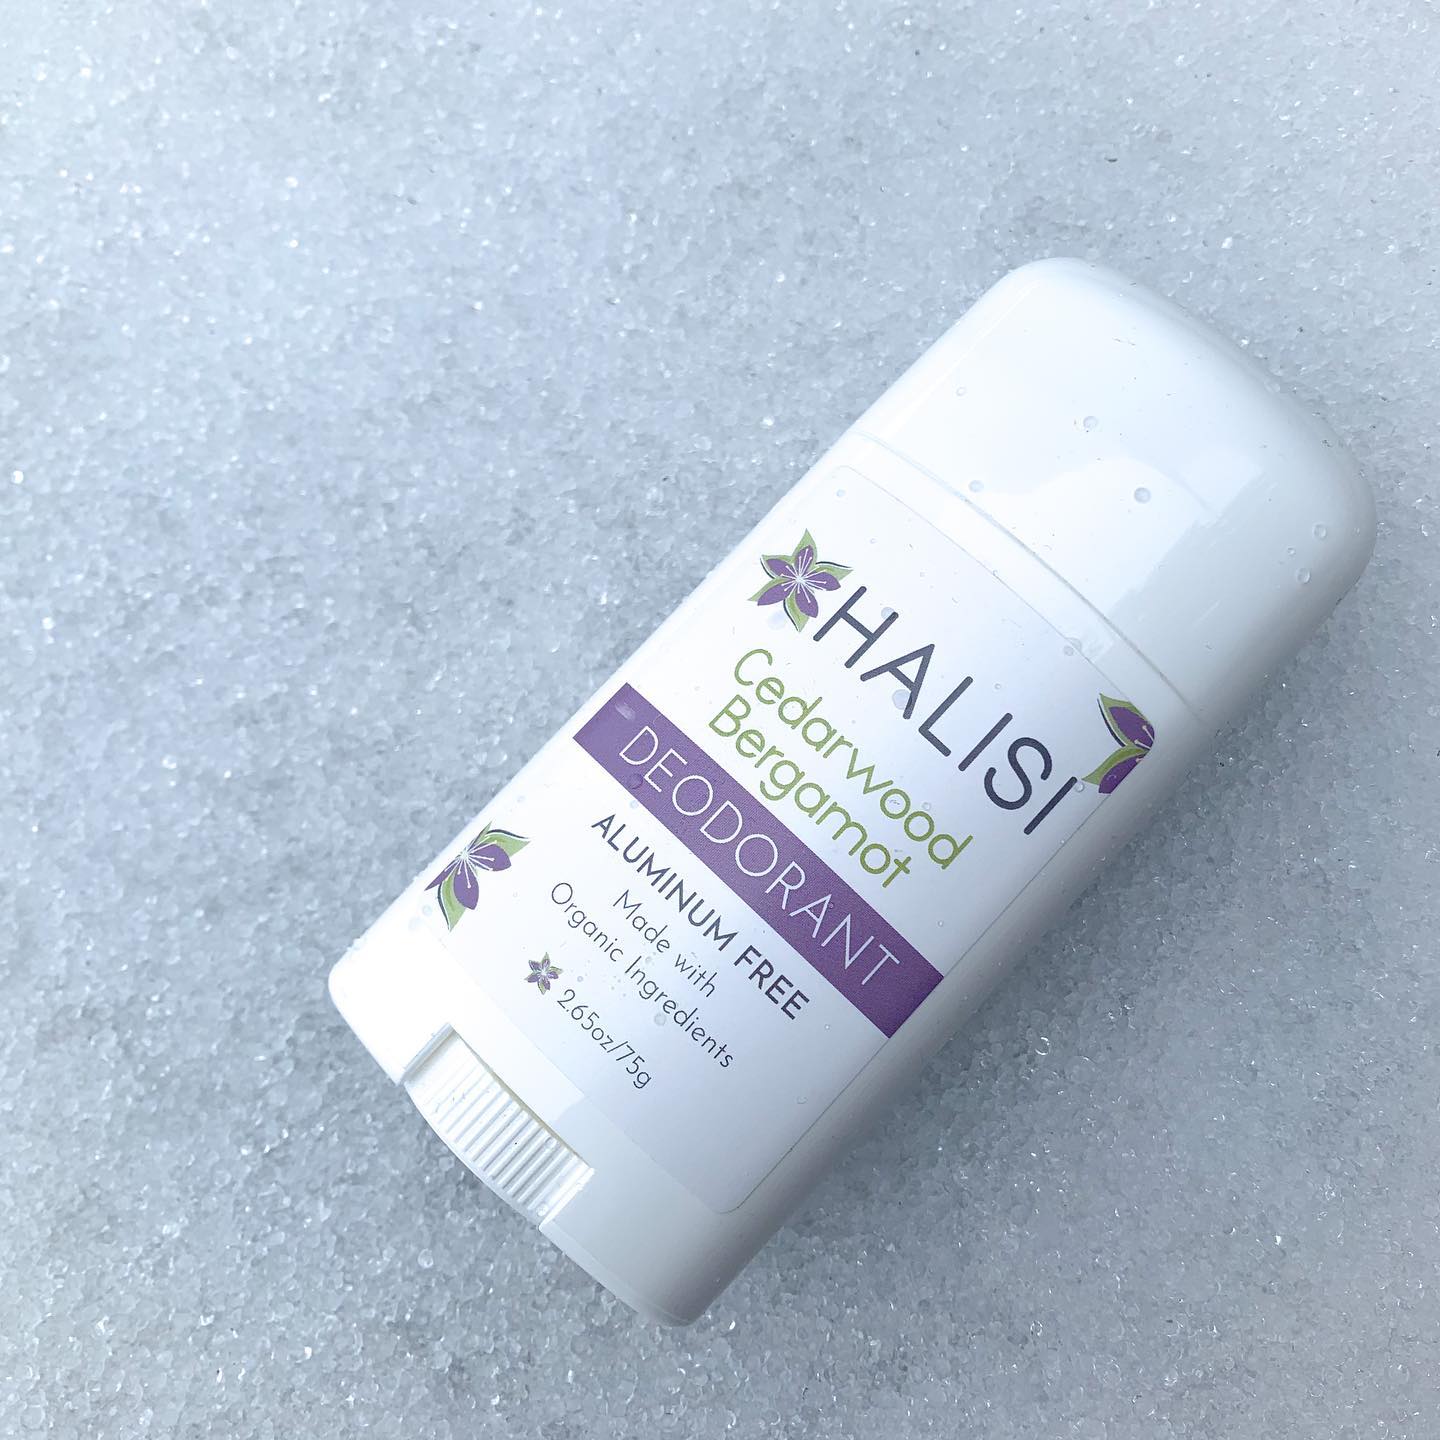 HALISI
Cedarwood
Bergamot
DEODORANT
ALUMINUM FREE
Made with
Organic Ingredients
2.65oz/75g